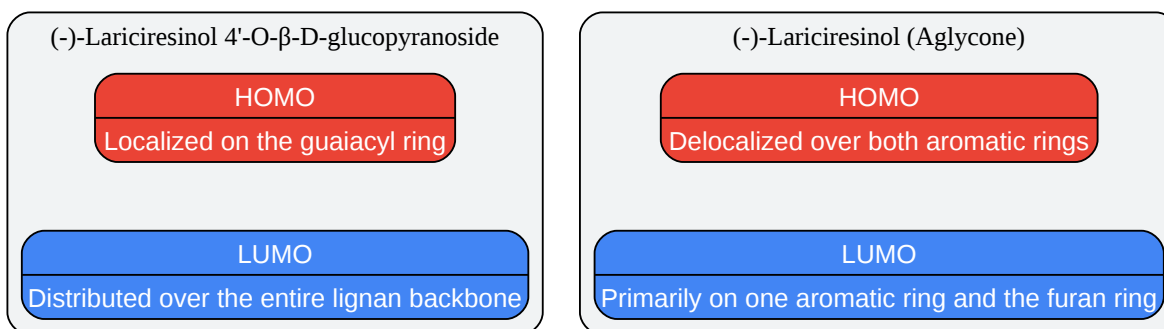 (-)-Lariciresinol 4'-O-β-D-glucopyranoside
HOMO
Localized on the guaiacyl ring
LUMO
Distributed over the entire lignan backbone
(-)-Lariciresinol (Aglycone)
HOMO
Delocalized over both aromatic rings
LUMO
Primarily on one aromatic ring and the furan ring